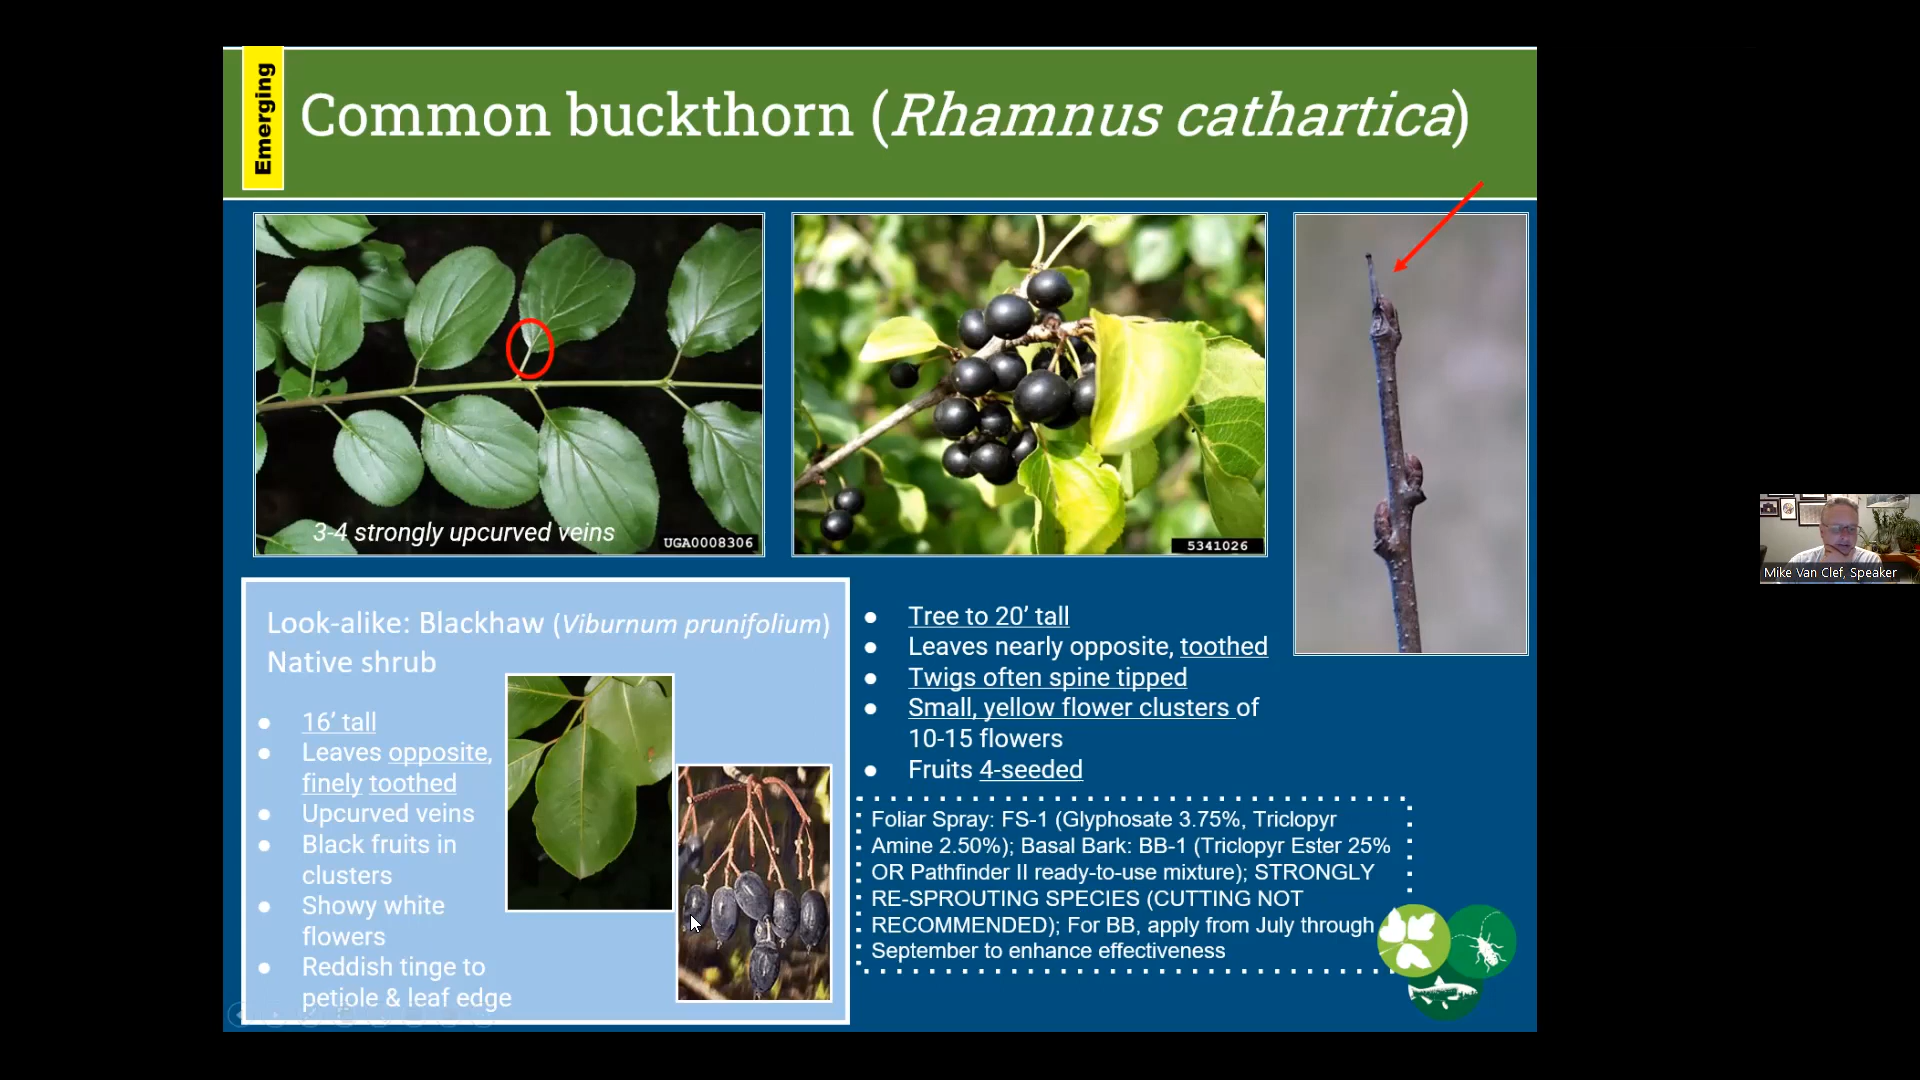 Emerging
Common buckthorn (Rhamnus cathartica)
3-4 strongly upcurved veins
UGA0008306
5341026
Look-alike: Blackhaw (Viburnum prunifolium)
Native shrub
● 16’ tall
● Leaves opposite,
finely toothed
● Upcurved veins
● Black fruits in
clusters
● Showy white
flowers
● Reddish tinge to
petiole & leaf edge
● Tree to 20’ tall
● Leaves nearly opposite, toothed
● Twigs often spine tipped
● Small, yellow flower clusters of
10-15 flowers
● Fruits 4-seeded
Foliar Spray: FS-1 (Glyphosate 3.75%, Triclopyr
Amine 2.50%); Basal Bark: BB-1 (Triclopyr Ester 25%
OR Pathfinder II ready-to-use mixture); STRONGLY
RE-SPROUTING SPECIES (CUTTING NOT
RECOMMENDED); For BB, apply from July through
September to enhance effectiveness
Mike Van Clef, Speaker